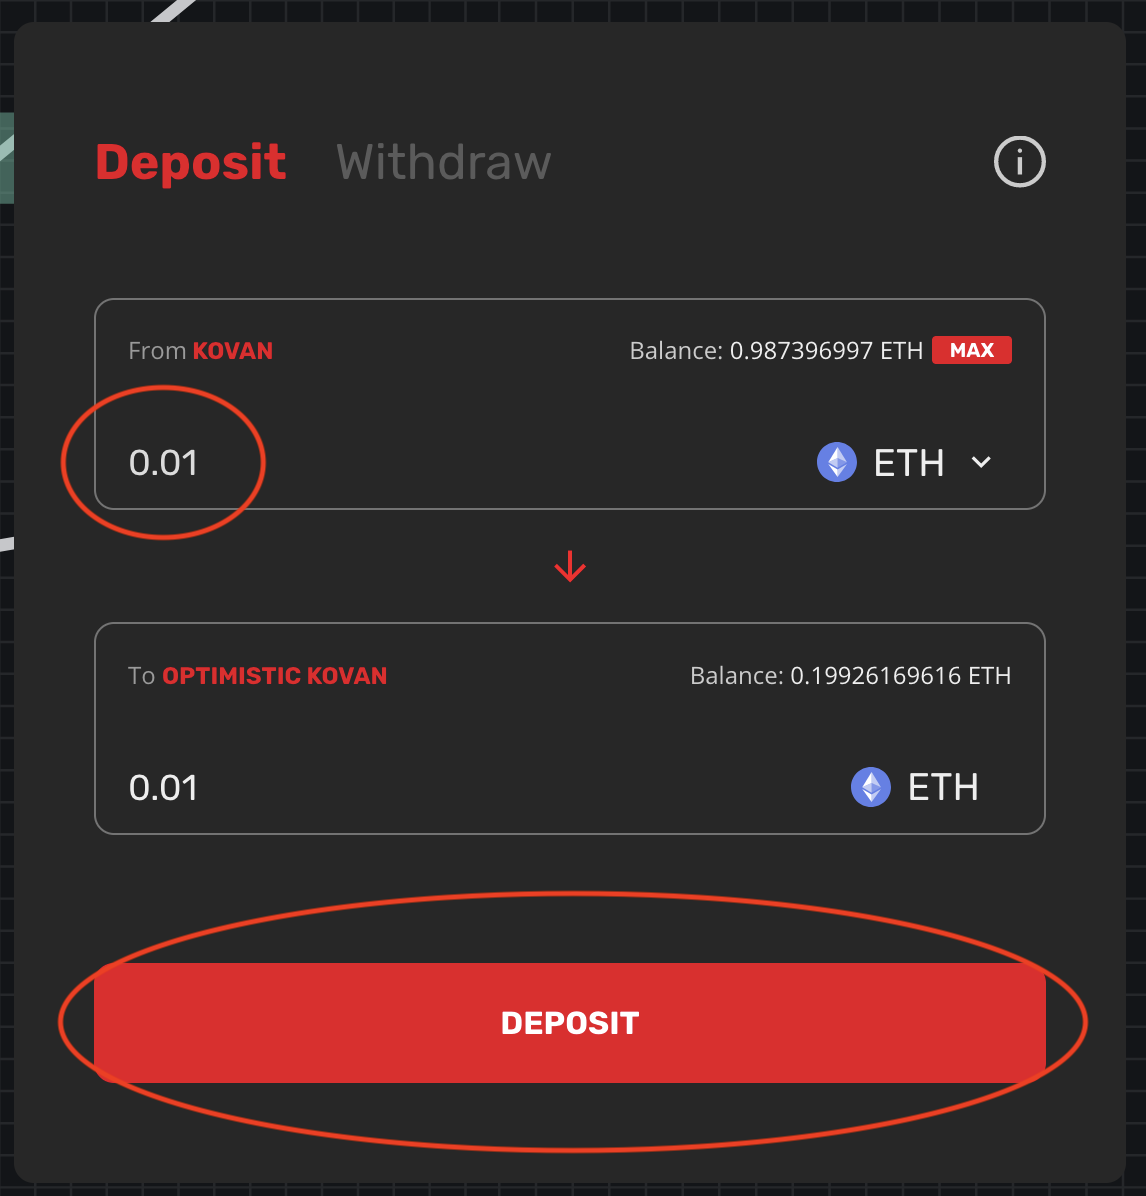 Deposit Withdraw
From KOVAN Balance: 0.987396997 ETH MAX
0.01 ETH
To OPTIMISTIC KOVAN Balance: 0.19926169616 ETH
0.01 ETH
DEPOSIT